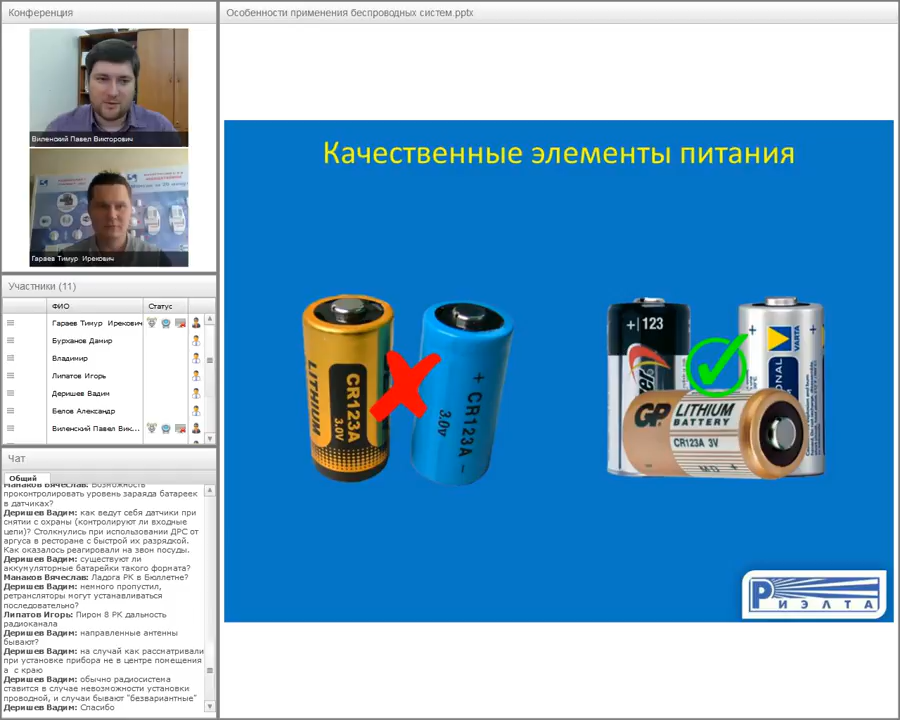 Конференция
Виленский Павел Викторович
Гараев Тимур Ирекович
Участники (11)
ФИО
Статус
Гараев Тимур Ирекович
Бурханов Дамир
Владимир
Липатов Игорь
Деришев Вадим
Белов Александр
Виленский Павел Вик...
Чат
Общий
Манаков Вячеслав: Возможность
проконтролировать уровень зараяда батареек
в датчиках?
Деришев Вадим: как ведут себя датчики при
снятии с охраны (контролируют ли входные
цепи)? Столкнулись при использовании ДРС от
аргуса в ресторане с быстрой их разрядкой.
Как оказалось реагировали на звон посуды.
Деришев Вадим: существуют ли
аккумуляторные батарейки такого формата?
Манаков Вячеслав: Ладога РК в Бюллетне?
Деришев Вадим: немного пропустил,
ретрансляторы могут устанавливаться
последовательно?
Липатов Игорь: Пирон 8 РК дальность
радиоканала
Деришев Вадим: направленные антенны
бывают?
Деришев Вадим: на случай как рассматривали
при установке прибора не в центре помещения
а с краю
Деришев Вадим: обычно радиосистема
ставится в случае невозможности установки
проводной, и случаи бывают "безвариантные"
Деришев Вадим: Спасибо
Особенности применения беспроводных систем.pptx
Качественные элементы питания
LITHIUM
CR123A
3.0V
+ CR123A -
3.0v
+ 123
VARTA
GP LITHIUM
BATTERY
CR123A 3V
РИЭЛТА